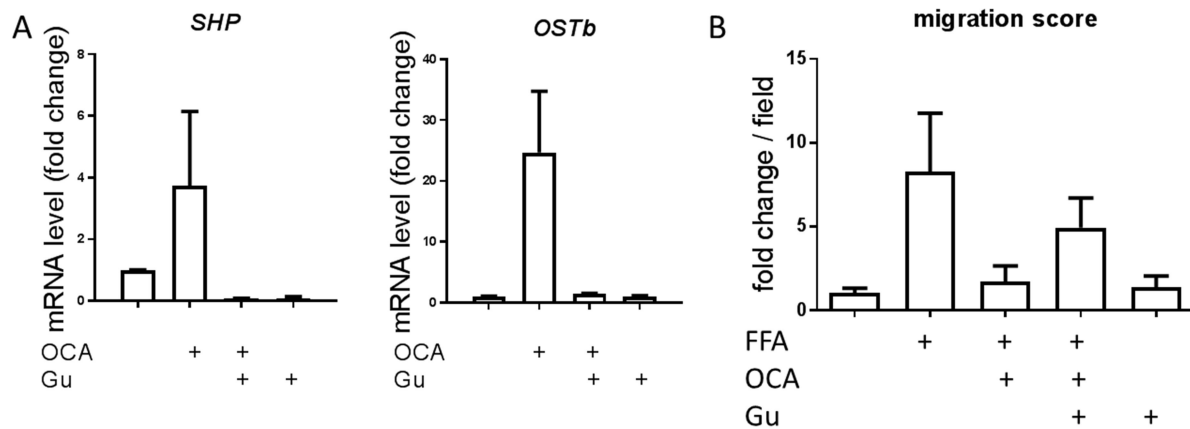 A
SHP
mRNA level (fold change)
8
6
4
2
0
OCA + +
Gu + +
OSTb
mRNA level (fold change)
40
30
20
10
0
OCA + +
Gu + +
B
migration score
fold change / field
15
10
5
0
FFA + + +
OCA + +
Gu + +